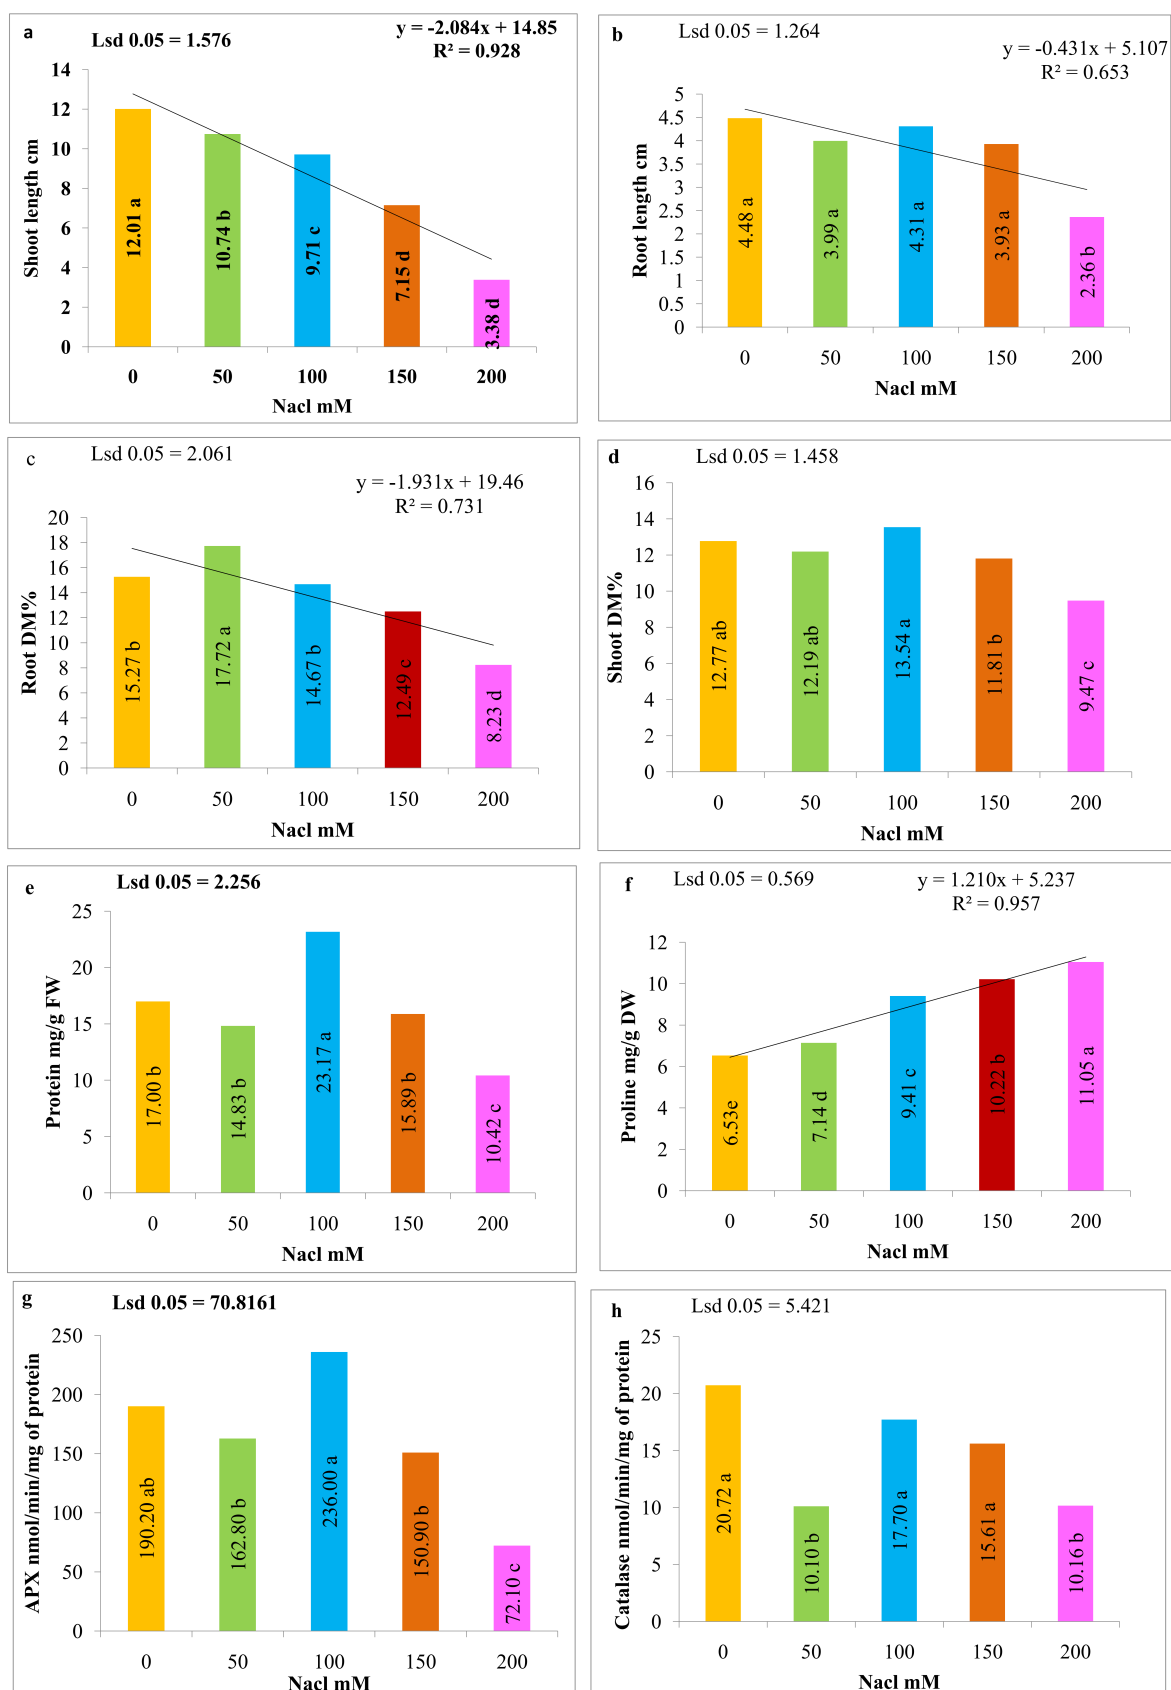 a
Lsd 0.05 = 1.576
y = -2.084x + 14.85
R² = 0.928
14
12
10
8
6
4
2
0
Shoot length cm
12.01 a
10.74 b
9.71 c
7.15 d
3.38 d
0 50 100 150 200
Nacl mM
b
Lsd 0.05 = 1.264
y = -0.431x + 5.107
R² = 0.653
5
4.5
4
3.5
3
2.5
2
1.5
1
0.5
0
Root length cm
4.48 a
3.99 a
4.31 a
3.93 a
2.36 b
0 50 100 150 200
Nacl mM
c
Lsd 0.05 = 2.061
y = -1.931x + 19.46
R² = 0.731
20
18
16
14
12
10
8
6
4
2
0
Root DM%
15.27 b
17.72 a
14.67 b
12.49 c
8.23 d
0 50 100 150 200
Nacl mM
d
Lsd 0.05 = 1.458
16
14
12
10
8
6
4
2
0
Shoot DM%
12.77 ab
12.19 ab
13.54 a
11.81 b
9.47 c
0 50 100 150 200
Nacl mM
e
Lsd 0.05 = 2.256
25
20
15
10
5
0
Protein mg/g FW
17.00 b
14.83 b
23.17 a
15.89 b
10.42 c
0 50 100 150 200
Nacl mM
f
Lsd 0.05 = 0.569
y = 1.210x + 5.237
R² = 0.957
12
10
8
6
4
2
0
Proline mg/g DW
6.53e
7.14 d
9.41 c
10.22 b
11.05 a
0 50 100 150 200
Nacl mM
g
Lsd 0.05 = 70.8161
250
200
150
100
50
0
APX nmol/min/mg of protein
190.20 ab
162.80 b
236.00 a
150.90 b
72.10 c
0 50 100 150 200
Nacl mM
h
Lsd 0.05 = 5.421
25
20
15
10
5
0
Catalase nmol/min/mg of protein
20.72 a
10.10 b
17.70 a
15.61 a
10.16 b
0 50 100 150 200
Nacl mM